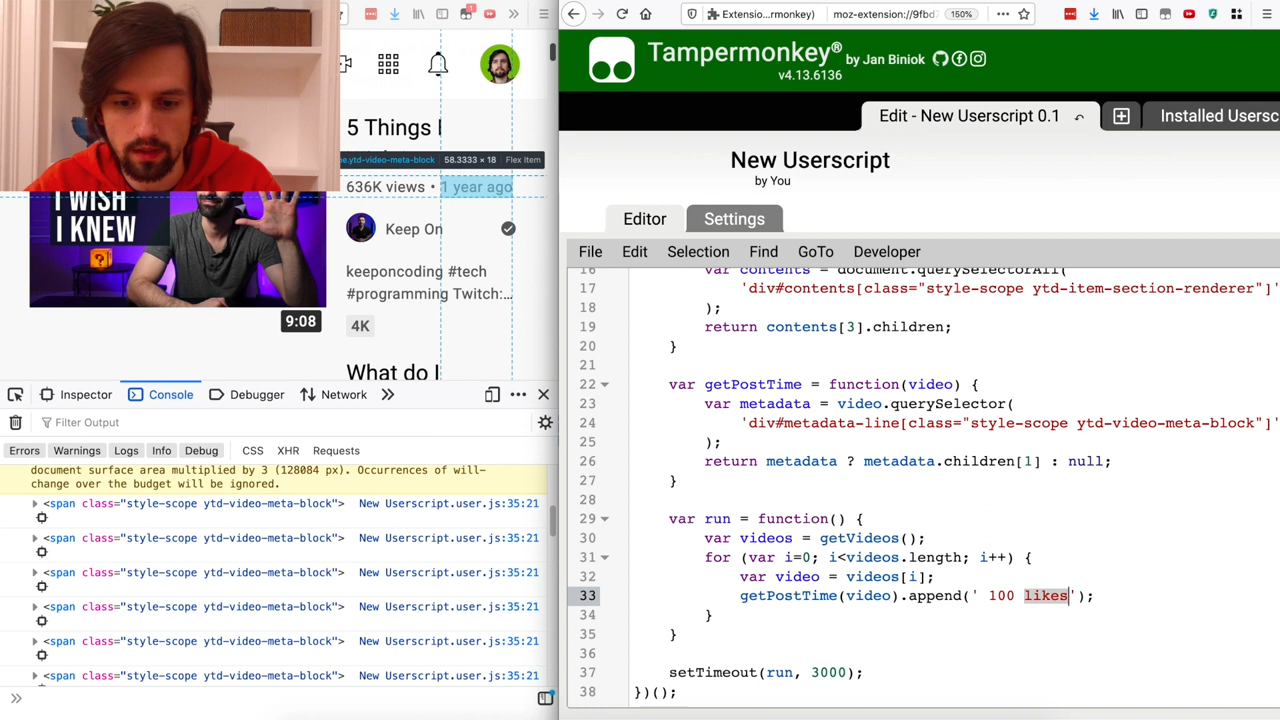 Extensio...rmonkey) moz-extension://9fbd 150%
Tampermonkey® by Jan Biniok
v4.13.6136
Edit - New Userscript 0.1 Installed Usersc
New Userscript
by You
Editor Settings
File Edit Selection Find GoTo Developer
16 var contents = document.querySelectorAll(
17 'div#contents[class="style-scope ytd-item-section-renderer"]'
18 );
19 return contents[3].children;
20 }
21
22 var getPostTime = function(video) {
23 var metadata = video.querySelector(
24 'div#metadata-line[class="style-scope ytd-video-meta-block"]'
25 );
26 return metadata ? metadata.children[1] : null;
27 }
28
29 var run = function() {
30 var videos = getVideos();
31 for (var i=0; i<videos.length; i++) {
32 var video = videos[i];
33 getPostTime(video).append(' 100 likes');
34 }
35 }
36
37 setTimeout(run, 3000);
38 })();
5 Things I
e.ytd-video-meta-block 58.3333 × 18 Flex Item
636K views • 1 year ago
I WISH
I KNEW
9:08
Keep On
keeponcoding #tech
#programming Twitch:...
4K
What do I
Inspector Console Debugger Network
Filter Output
Errors Warnings Logs Info Debug CSS XHR Requests
document surface area multiplied by 3 (128084 px). Occurrences of will-
change over the budget will be ignored.
<span class="style-scope ytd-video-meta-block"> New Userscript.user.js:35:21
<span class="style-scope ytd-video-meta-block"> New Userscript.user.js:35:21
<span class="style-scope ytd-video-meta-block"> New Userscript.user.js:35:21
<span class="style-scope ytd-video-meta-block"> New Userscript.user.js:35:21
<span class="style-scope ytd-video-meta-block"> New Userscript.user.js:35:21
<span class="style-scope ytd-video-meta-block"> New Userscript.user.js:35:21